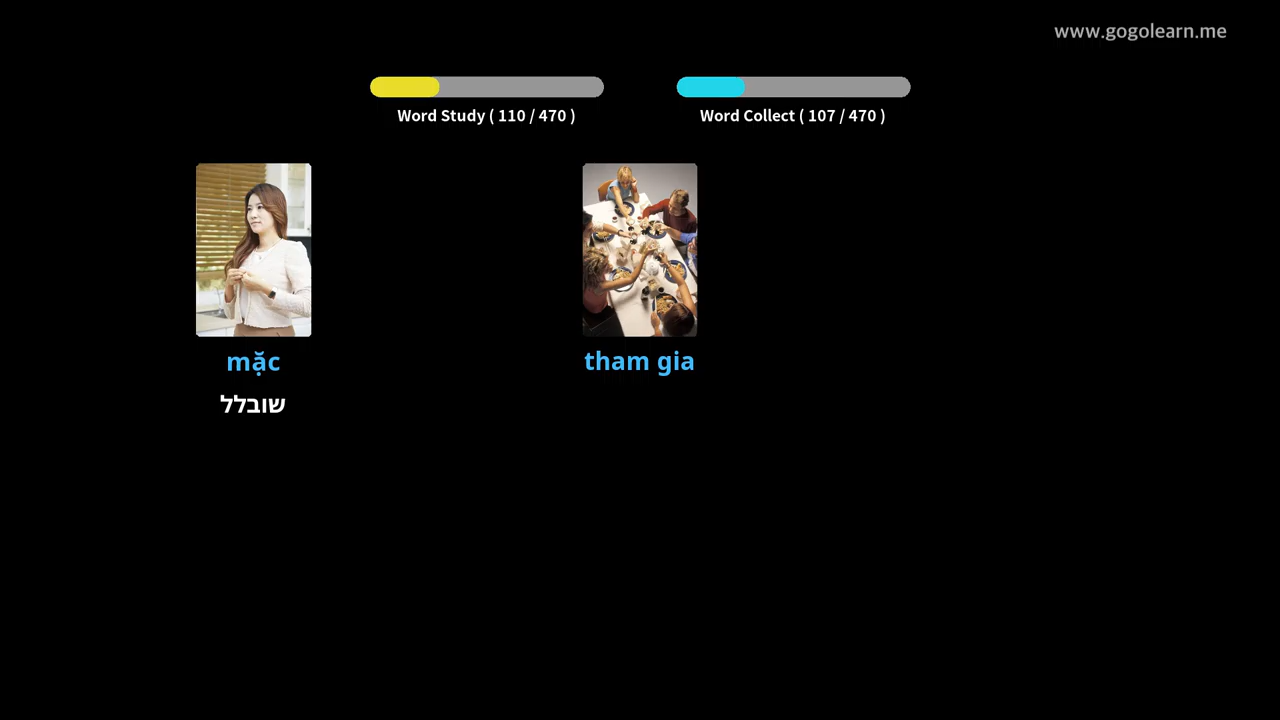 www.gogolearn.me
Word Study ( 110 / 470 )
Word Collect ( 107 / 470 )
mặc
שובלל
tham gia